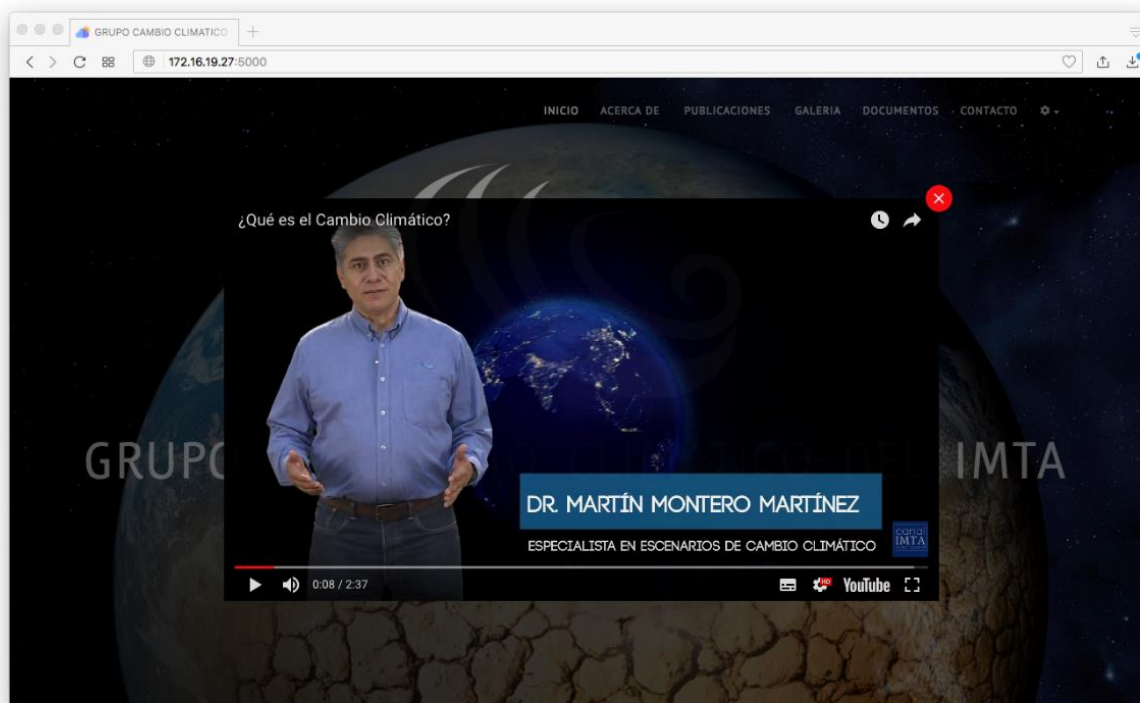 GRUPO CAMBIO CLIMATICO
172.16.19.27:5000
INICIO ACERCA DE PUBLICACIONES GALERIA DOCUMENTOS CONTACTO
¿Qué es el Cambio Climático?
GRUPO IMTA
DR. MARTÍN MONTERO MARTÍNEZ
ESPECIALISTA EN ESCENARIOS DE CAMBIO CLIMÁTICO
canal
IMTA
0:08 / 2:37
HD
YouTube